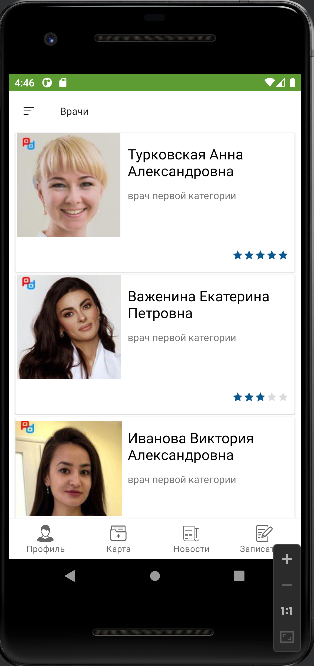 4:46
Врачи
Турковская Анна
Александровна
врач первой категории
Важенина Екатерина
Петровна
врач первой категории
Иванова Виктория
Александровна
врач первой категории
Профиль
Карта
Новости
Записат
1:1